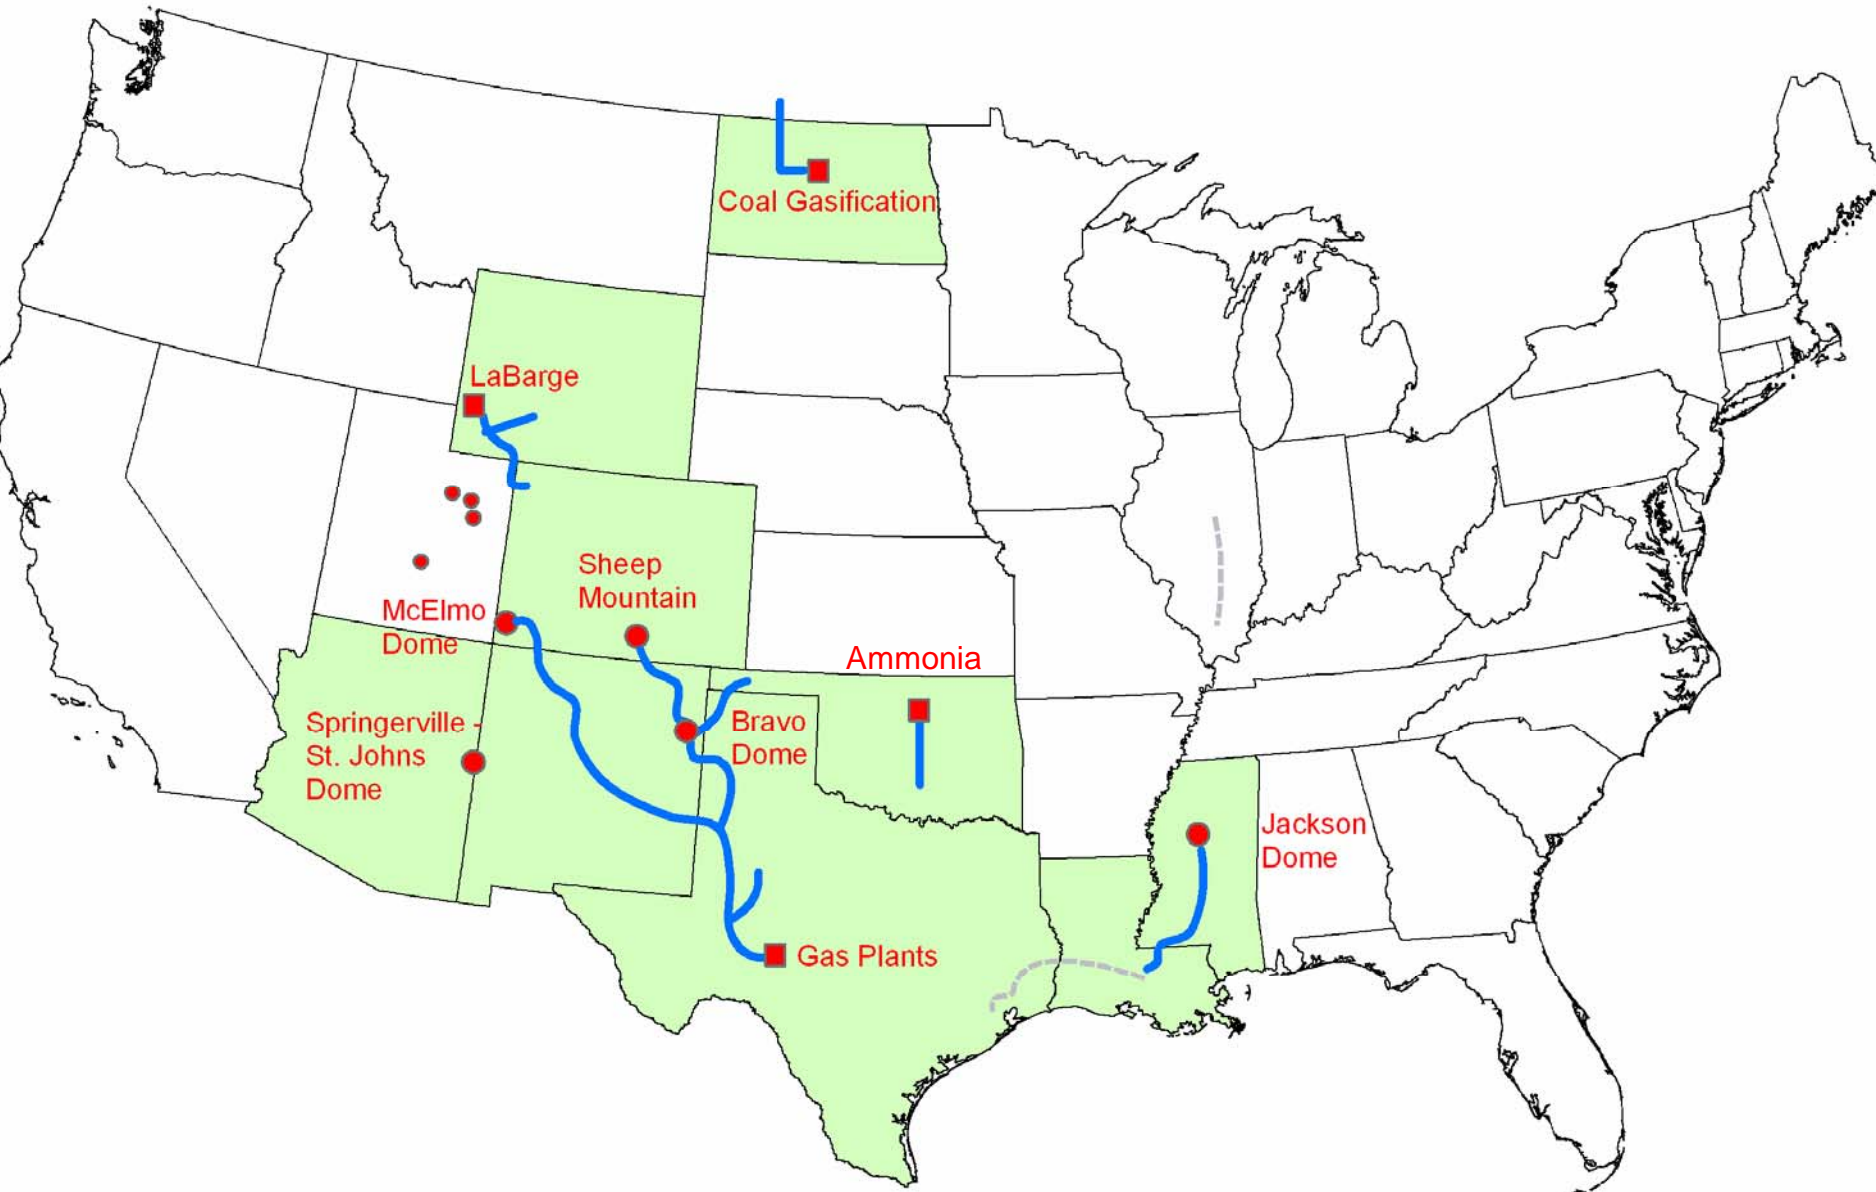 Coal Gasification
LaBarge
Sheep
Mountain
McElmo
Dome
Ammonia
Springerville -
St. Johns
Dome
Bravo
Dome
Jackson
Dome
Gas Plants